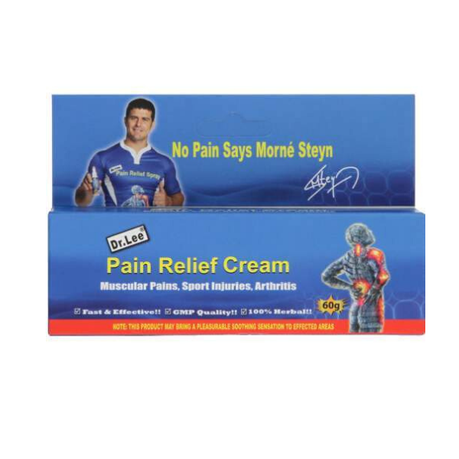 No Pain Says Morné Steyn
Pain Relief Spray
Dr.Lee
Pain Relief Cream
Muscular Pains, Sport Injuries, Arthritis
Fast & Effective!! GMP Quality!! 100% Herbal!!
60g
NOTE: THIS PRODUCT MAY BRING A PLEASURABLE SOOTHING SENSATION TO EFFECTED AREAS